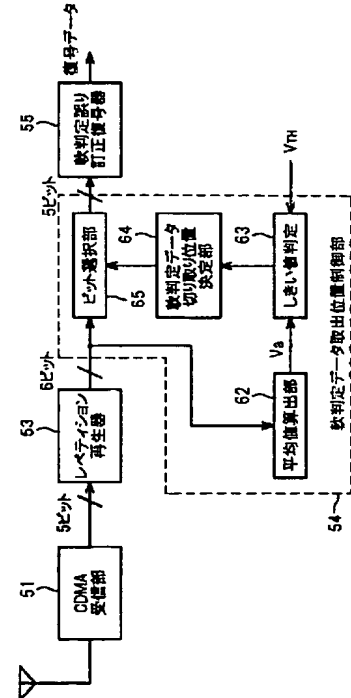 51
CDMA
受信部
5ビット
53
レペティション
再生器
6ビット
ビット選択部
65
5ビット
55
軟判定誤り
訂正復号器
復号データ
64
軟判定データ
切り取り位置
決定部
63
しきい値判定
VTH
Va
62
平均値算出部
54
軟判定データ取出位置制御部